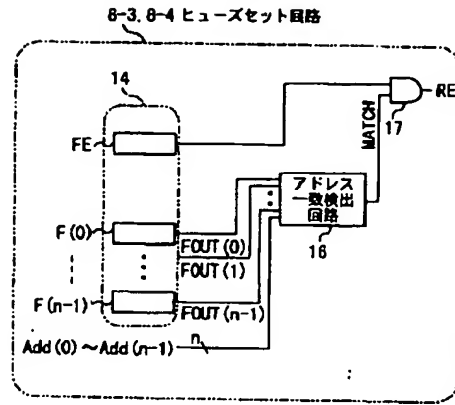 8-3, 8-4 ヒューズセット回路
14
RE
17
MATCH
FE
アドレス
一致検出
回路
16
F(0)
FOUT(0)
FOUT(1)
F(n-1)
FOUT(n-1)
Add(0)～Add(n-1)
n